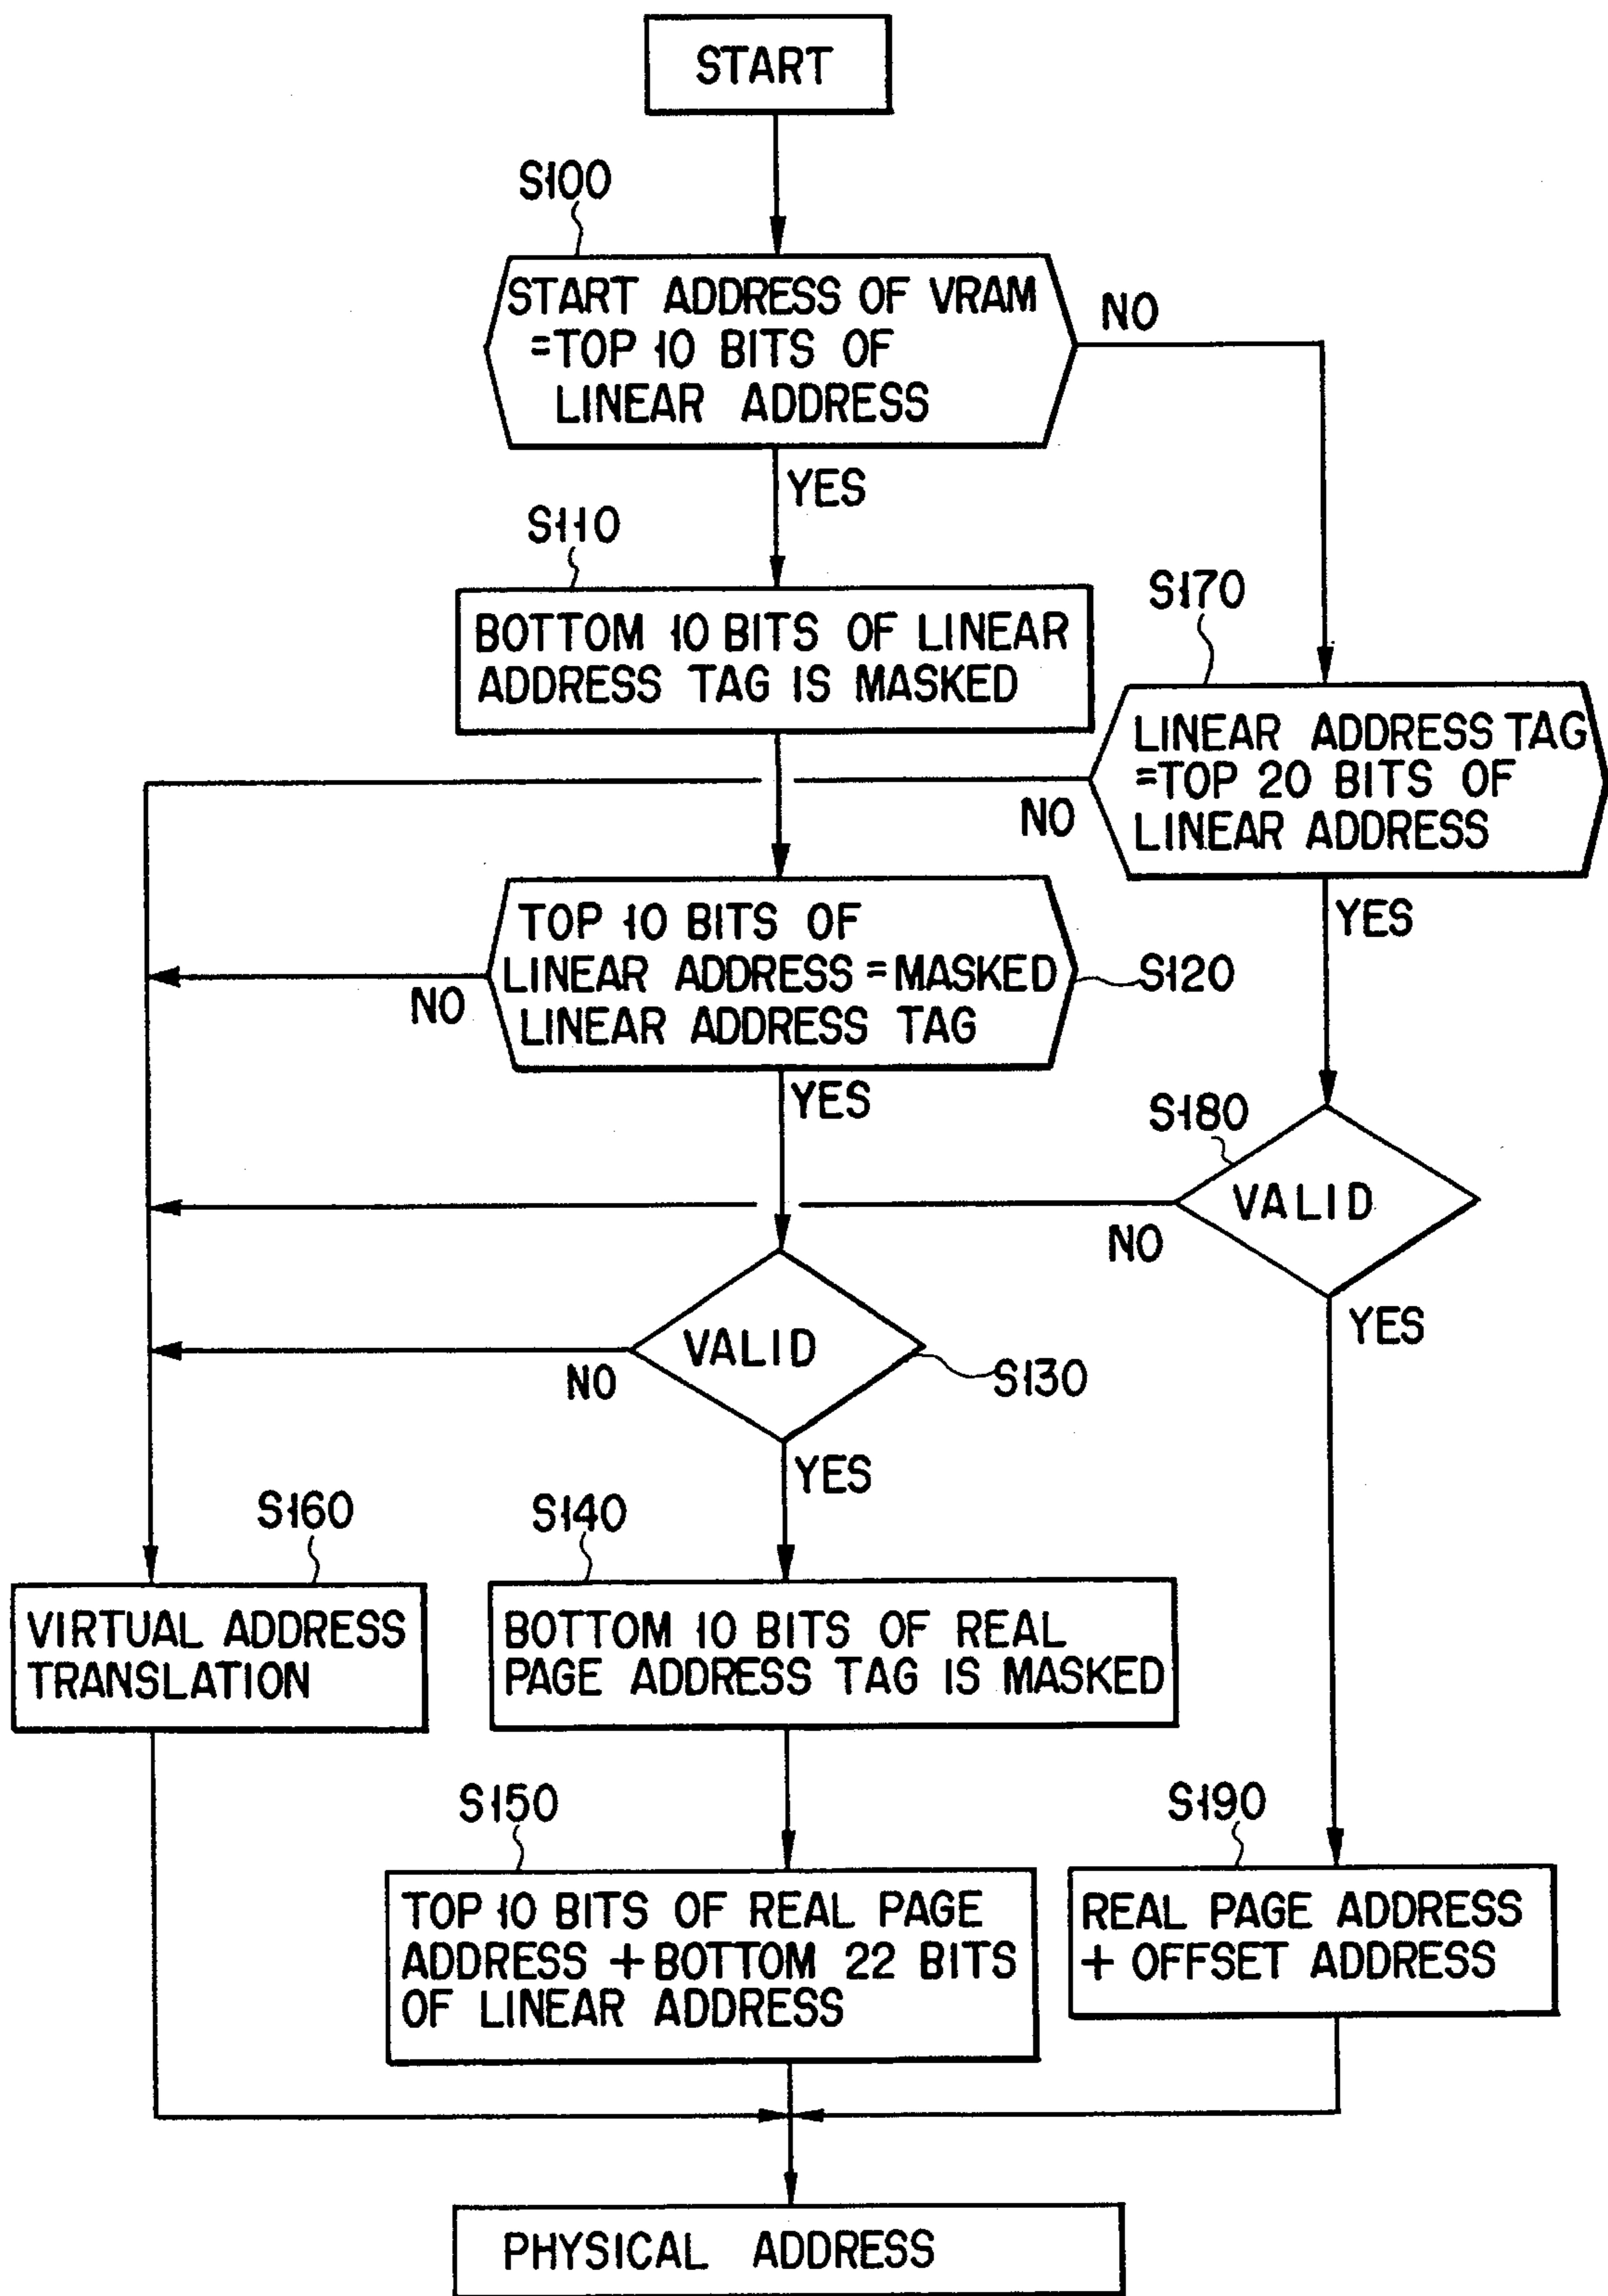 START
S100
START ADDRESS OF VRAM
=TOP 10 BITS OF
LINEAR ADDRESS
NO
YES
S110
BOTTOM 10 BITS OF LINEAR
ADDRESS TAG IS MASKED
S170
LINEAR ADDRESS TAG
=TOP 20 BITS OF
LINEAR ADDRESS
NO
YES
TOP 10 BITS OF
LINEAR ADDRESS = MASKED
LINEAR ADDRESS TAG
S120
NO
YES
S180
VALID
NO
YES
VALID
S130
NO
YES
S160
VIRTUAL ADDRESS
TRANSLATION
S140
BOTTOM 10 BITS OF REAL
PAGE ADDRESS TAG IS MASKED
S150
TOP 10 BITS OF REAL PAGE
ADDRESS + BOTTOM 22 BITS
OF LINEAR ADDRESS
S190
REAL PAGE ADDRESS
+ OFFSET ADDRESS
PHYSICAL ADDRESS